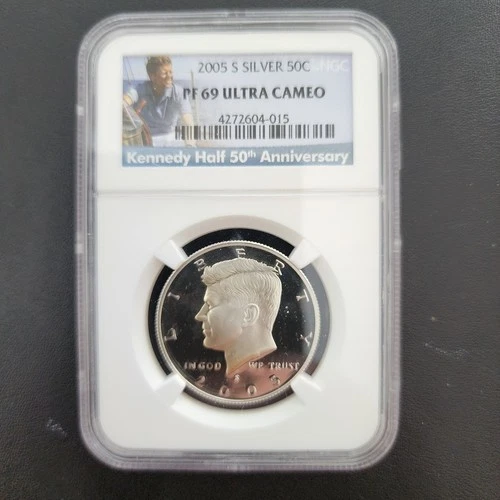 2005 S SILVER 50C NGC
PF 69 ULTRA CAMEO
4272604-015
Kennedy Half 50th Anniversary
LIBERTY
IN GOD WE TRUST
S
2005